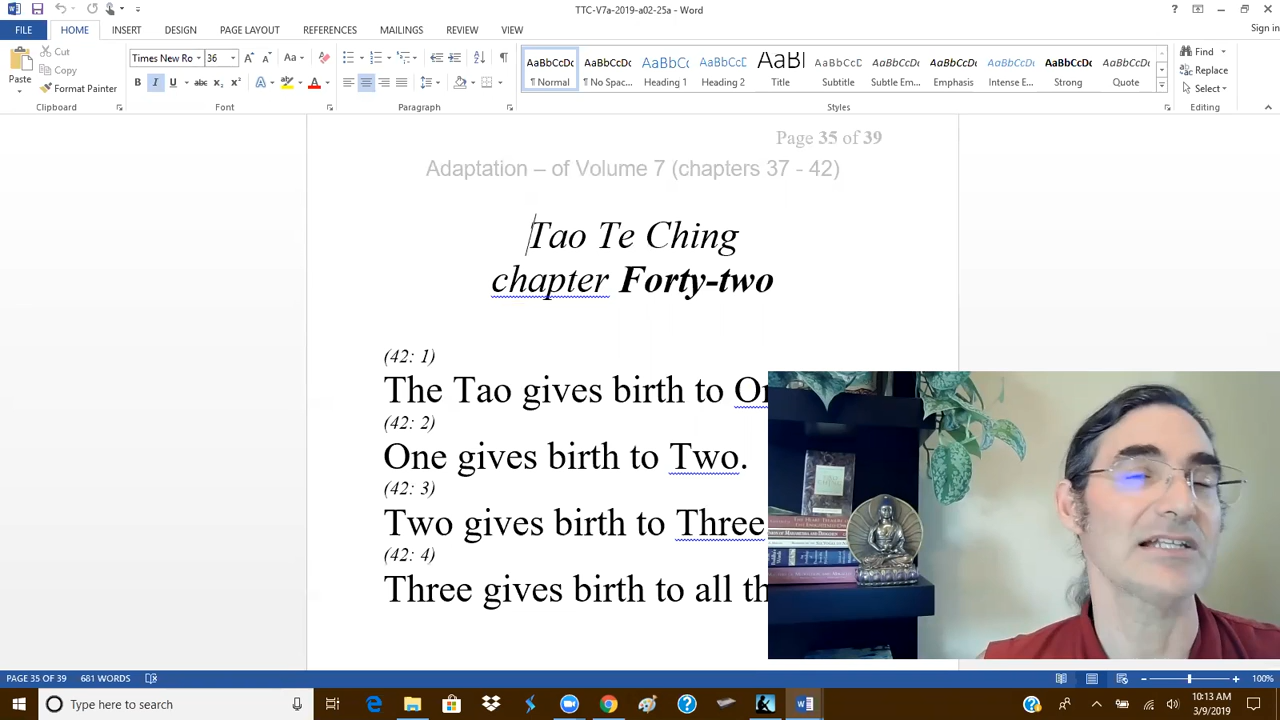 TTC-V7a-2019-a02-25a - Word
FILE HOME INSERT DESIGN PAGE LAYOUT REFERENCES MAILINGS REVIEW VIEW Sign in
Cut
Copy
Format Painter
Paste
Times New Ro 36
AaBbCcDc AaBbCcDc AaBbC AaBbCc AaBl AaBbCcD AaBbCcDc AaBbCcDc AaBbCcDc AaBbCcDc AaBbCcDc
¶ Normal ¶ No Spac... Heading 1 Heading 2 Title Subtitle Subtle Em... Emphasis Intense E... Strong Quote
Find
Replace
Select
Clipboard Font Paragraph Styles Editing
Page 35 of 39
Adaptation – of Volume 7 (chapters 37 - 42)
Tao Te Ching
chapter Forty-two
(42: 1)
The Tao gives birth to
(42: 2)
One gives birth to Two.
(42: 3)
Two gives birth to Three
(42: 4)
Three gives birth to all
PAGE 35 OF 39 681 WORDS 100%
Type here to search
10:13 AM
3/9/2019